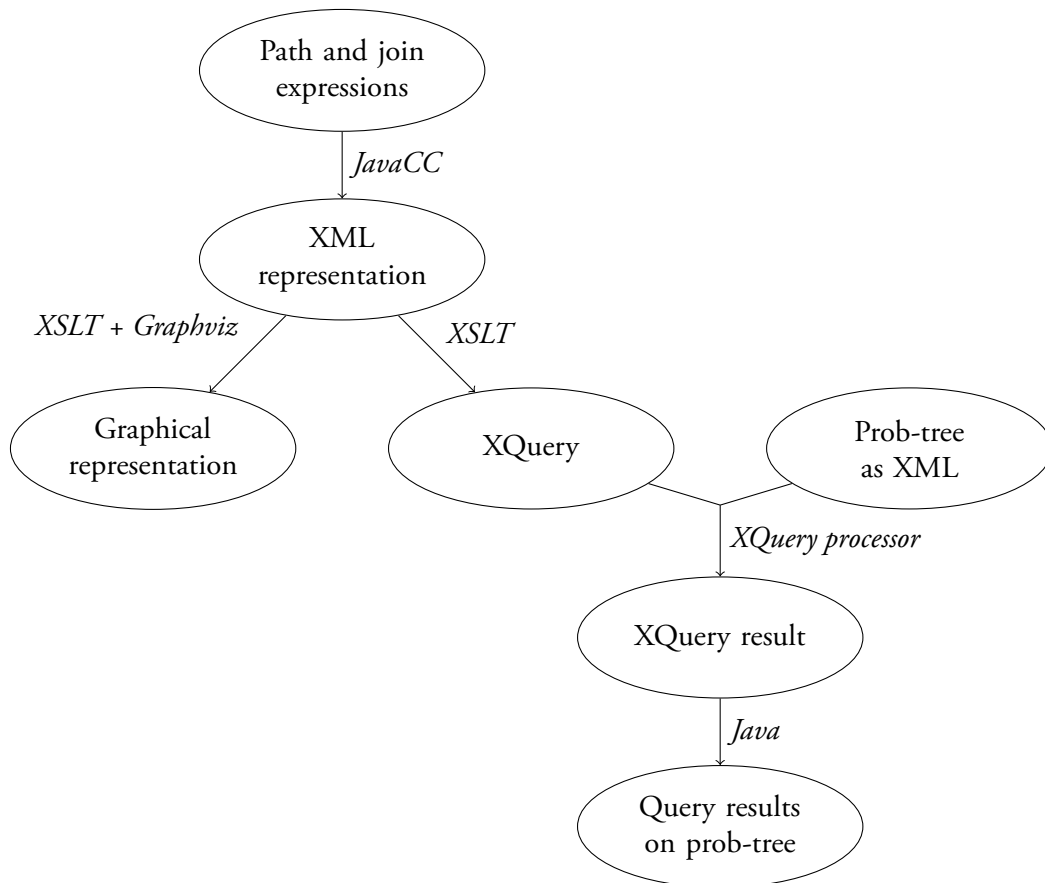 Path and join
expressions
JavaCC
XML
representation
XSLT + Graphviz
XSLT
Graphical
representation
XQuery
Prob-tree
as XML
XQuery processor
XQuery result
Java
Query results
on prob-tree